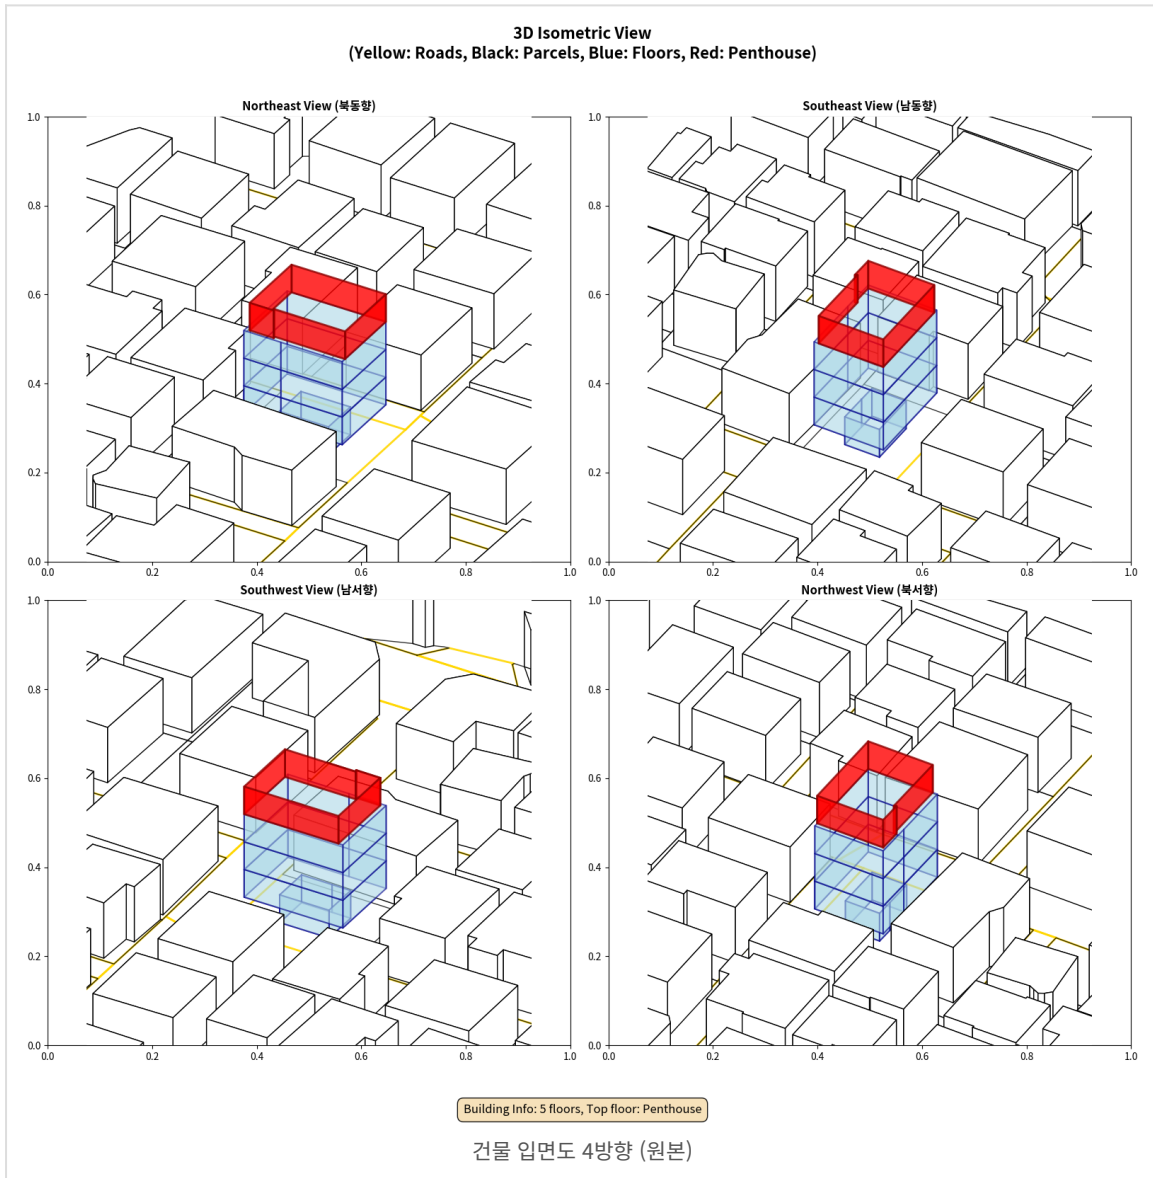 3D Isometric View
(Yellow: Roads, Black: Parcels, Blue: Floors, Red: Penthouse)
Northeast View (북동향)
1.0
0.8
0.6
0.4
0.2
0.0
0.0 0.2 0.4 0.6 0.8 1.0
Southeast View (남동향)
1.0
0.8
0.6
0.4
0.2
0.0
0.0 0.2 0.4 0.6 0.8 1.0
Southwest View (남서향)
1.0
0.8
0.6
0.4
0.2
0.0
0.0 0.2 0.4 0.6 0.8 1.0
Northwest View (북서향)
1.0
0.8
0.6
0.4
0.2
0.0
0.0 0.2 0.4 0.6 0.8 1.0
Building Info: 5 floors, Top floor: Penthouse
건물 입면도 4방향 (원본)